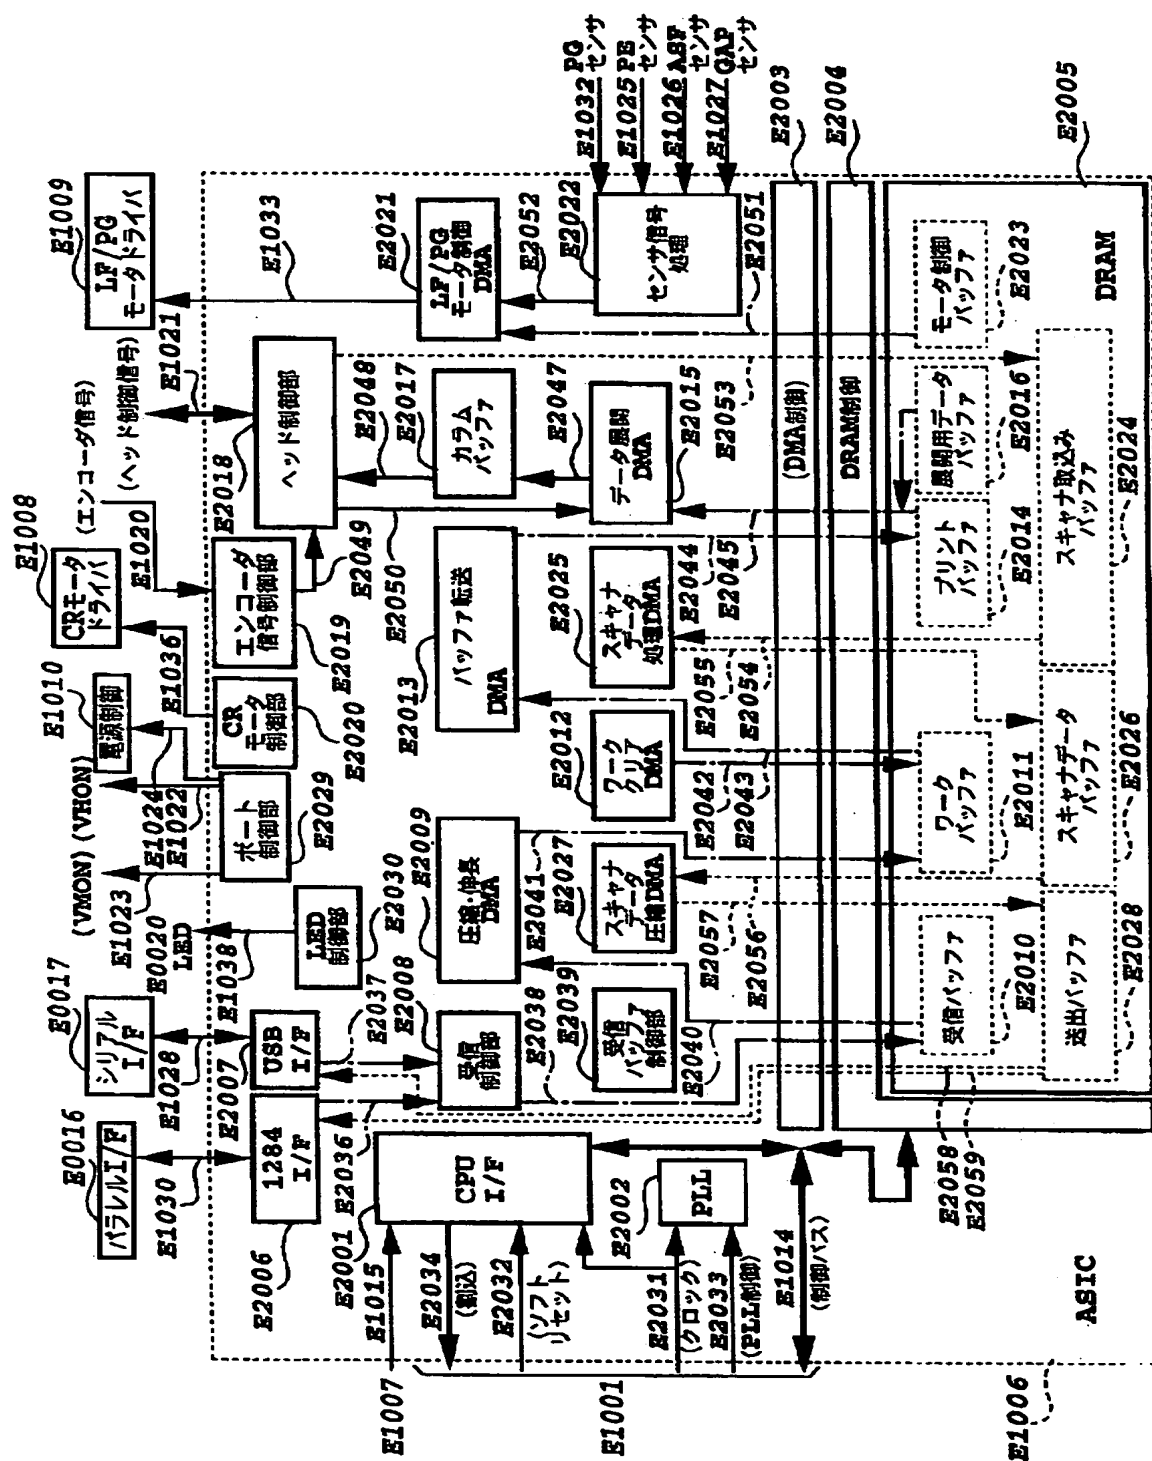 E0016
パラレルI/F
E1030
E0017
シリアル
I/F
E1028
E0020
LED
E1038
(VMON)
(VHON)
E1023
E1024
E1022
E1010
電源制御
E1036
E1008
CRモータ
ドライバ
E1020
(エンコーダ信号)
(ヘッド制御信号)
E1021
E1009
LF/PG
モータドライバ
E1033
E2006
1284
I/F
E2007
USB
I/F
LED
制御部
E2030
ポート
制御部
E2029
CR
モータ
制御部
E2020
エンコーダ
信号制御部
E2019
E2018
ヘッド制御部
E2049
E2050
E2048
E2017
カラム
バッファ
E2047
データ展開
DMA
E2015
E2021
LF/PG
モータ制御
DMA
E2052
E2022
センサ信号
処理
E1032
PG
センサ
E1025
PE
センサ
E1026
ASF
センサ
E1027
GAP
センサ
E2051
E2053
E1007
E1015
E2001
E2034
(割込)
E2032
(ソフト
リセット)
E1001
E2031
(クロック)
E2033
(PLL制御)
E1014
(制御バス)
CPU
I/F
E2002
PLL
E2036
E2037
E2008
受信
制御部
E2038
E2039
受信
バッファ
制御部
E2040
E2009
圧縮・伸長
DMA
E2041
E2027
スキャナ
データ
圧縮DMA
E2057
E2056
E2012
ワーク
クリア
DMA
E2042
E2043
E2013
バッファ転送
DMA
E2025
スキャナ
データ
処理DMA
E2055
E2054
E2044
E2045
(DMA制御)
E2003
DRAM制御
E2004
E2005
DRAM
受信バッファ
E2010
ワーク
バッファ
E2011
プリント
バッファ
E2014
展開用データ
バッファ
E2016
モータ制御
バッファ
E2023
送出バッファ
E2028
スキャナデータ
バッファ
E2026
スキャナ取込み
バッファ
E2024
E2058
E2059
ASIC
E1006